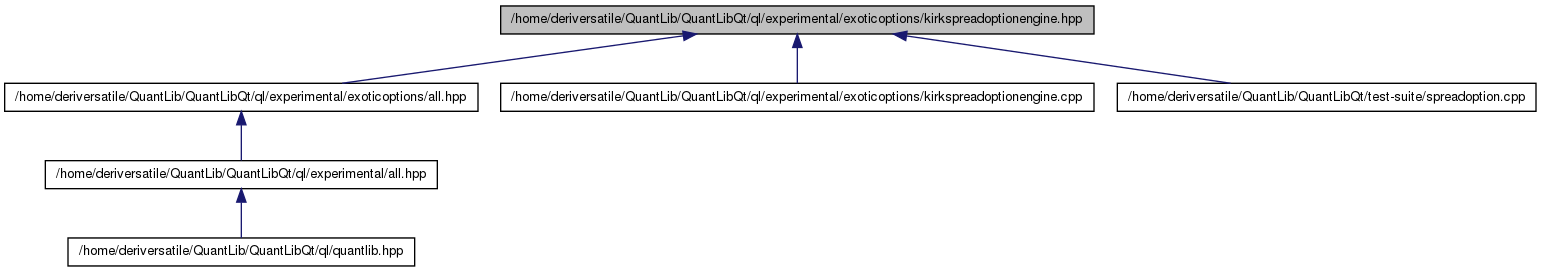 /home/deriversatile/QuantLib/QuantLibQt/ql/experimental/exoticoptions/kirkspreadoptionengine.hpp
/home/deriversatile/QuantLib/QuantLibQt/ql/experimental/exoticoptions/all.hpp
/home/deriversatile/QuantLib/QuantLibQt/ql/experimental/exoticoptions/kirkspreadoptionengine.cpp
/home/deriversatile/QuantLib/QuantLibQt/test-suite/spreadoption.cpp
/home/deriversatile/QuantLib/QuantLibQt/ql/experimental/all.hpp
/home/deriversatile/QuantLib/QuantLibQt/ql/quantlib.hpp